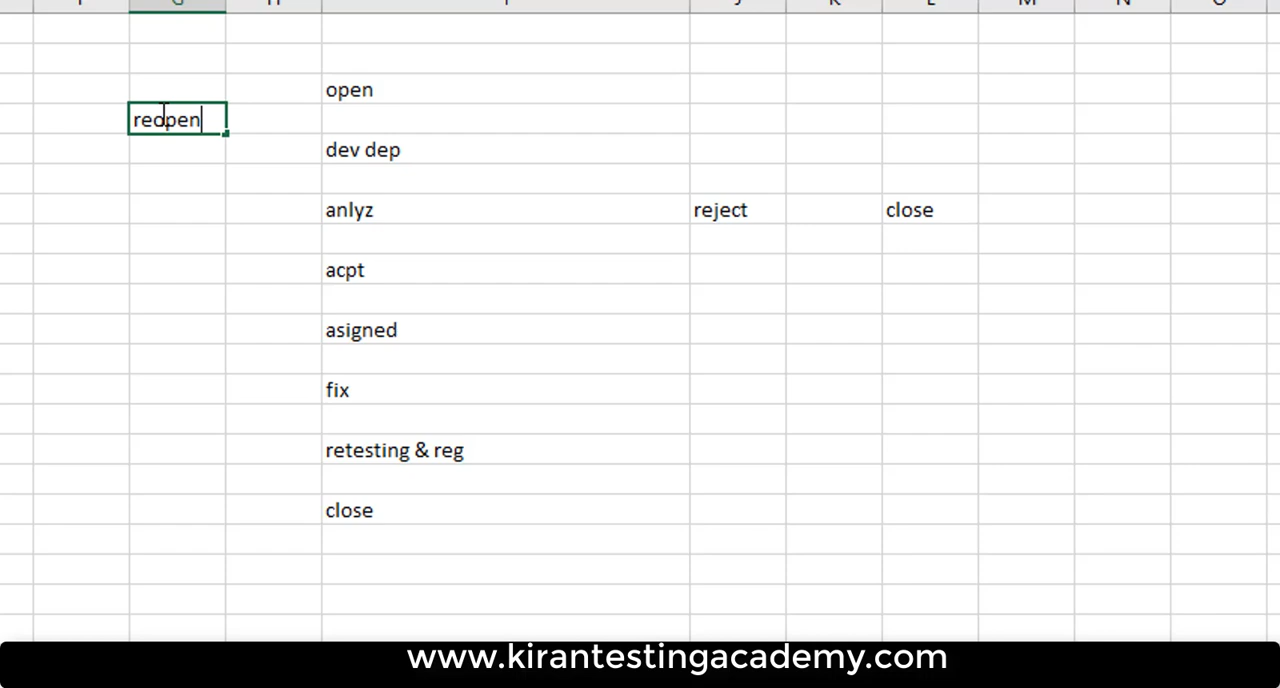 open
reopen
dev dep
anlyz reject close
acpt
asigned
fix
retesting & reg
close
www.kirantestingacademy.com